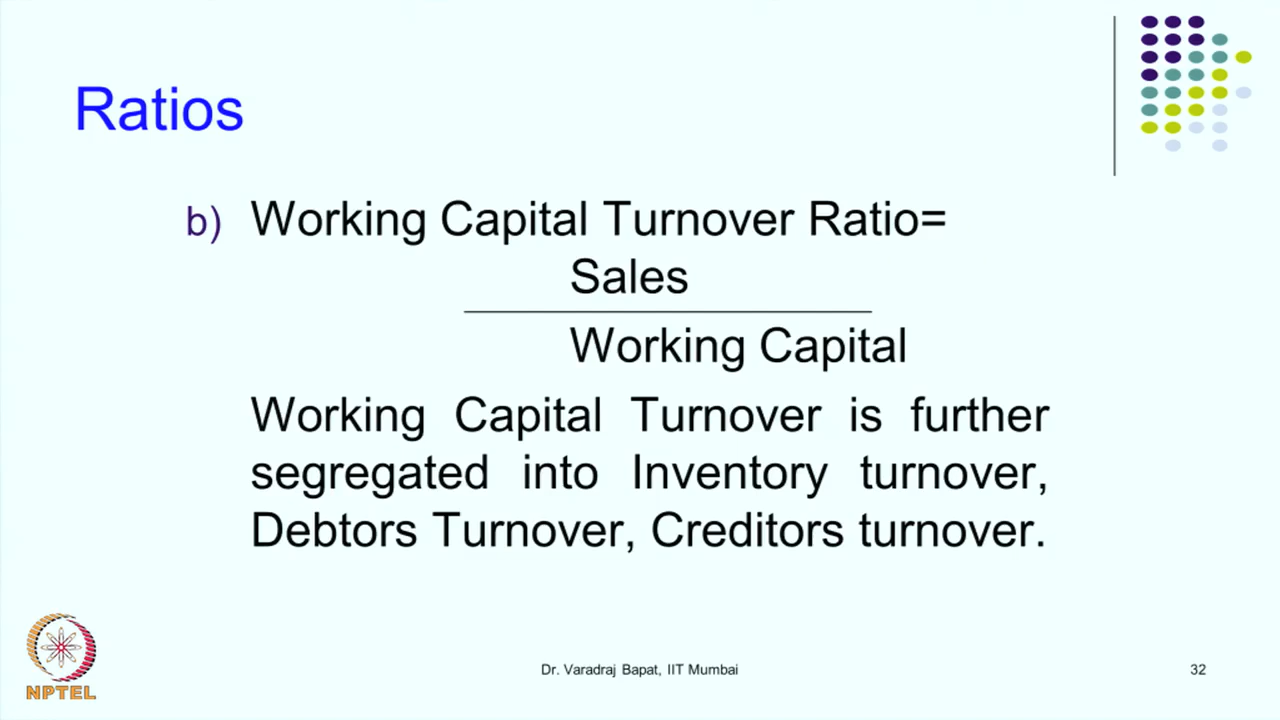 Ratios
b) Working Capital Turnover Ratio=
Sales
Working Capital
Working Capital Turnover is further
segregated into Inventory turnover,
Debtors Turnover, Creditors turnover.
NPTEL
Dr. Varadraj Bapat, IIT Mumbai
32